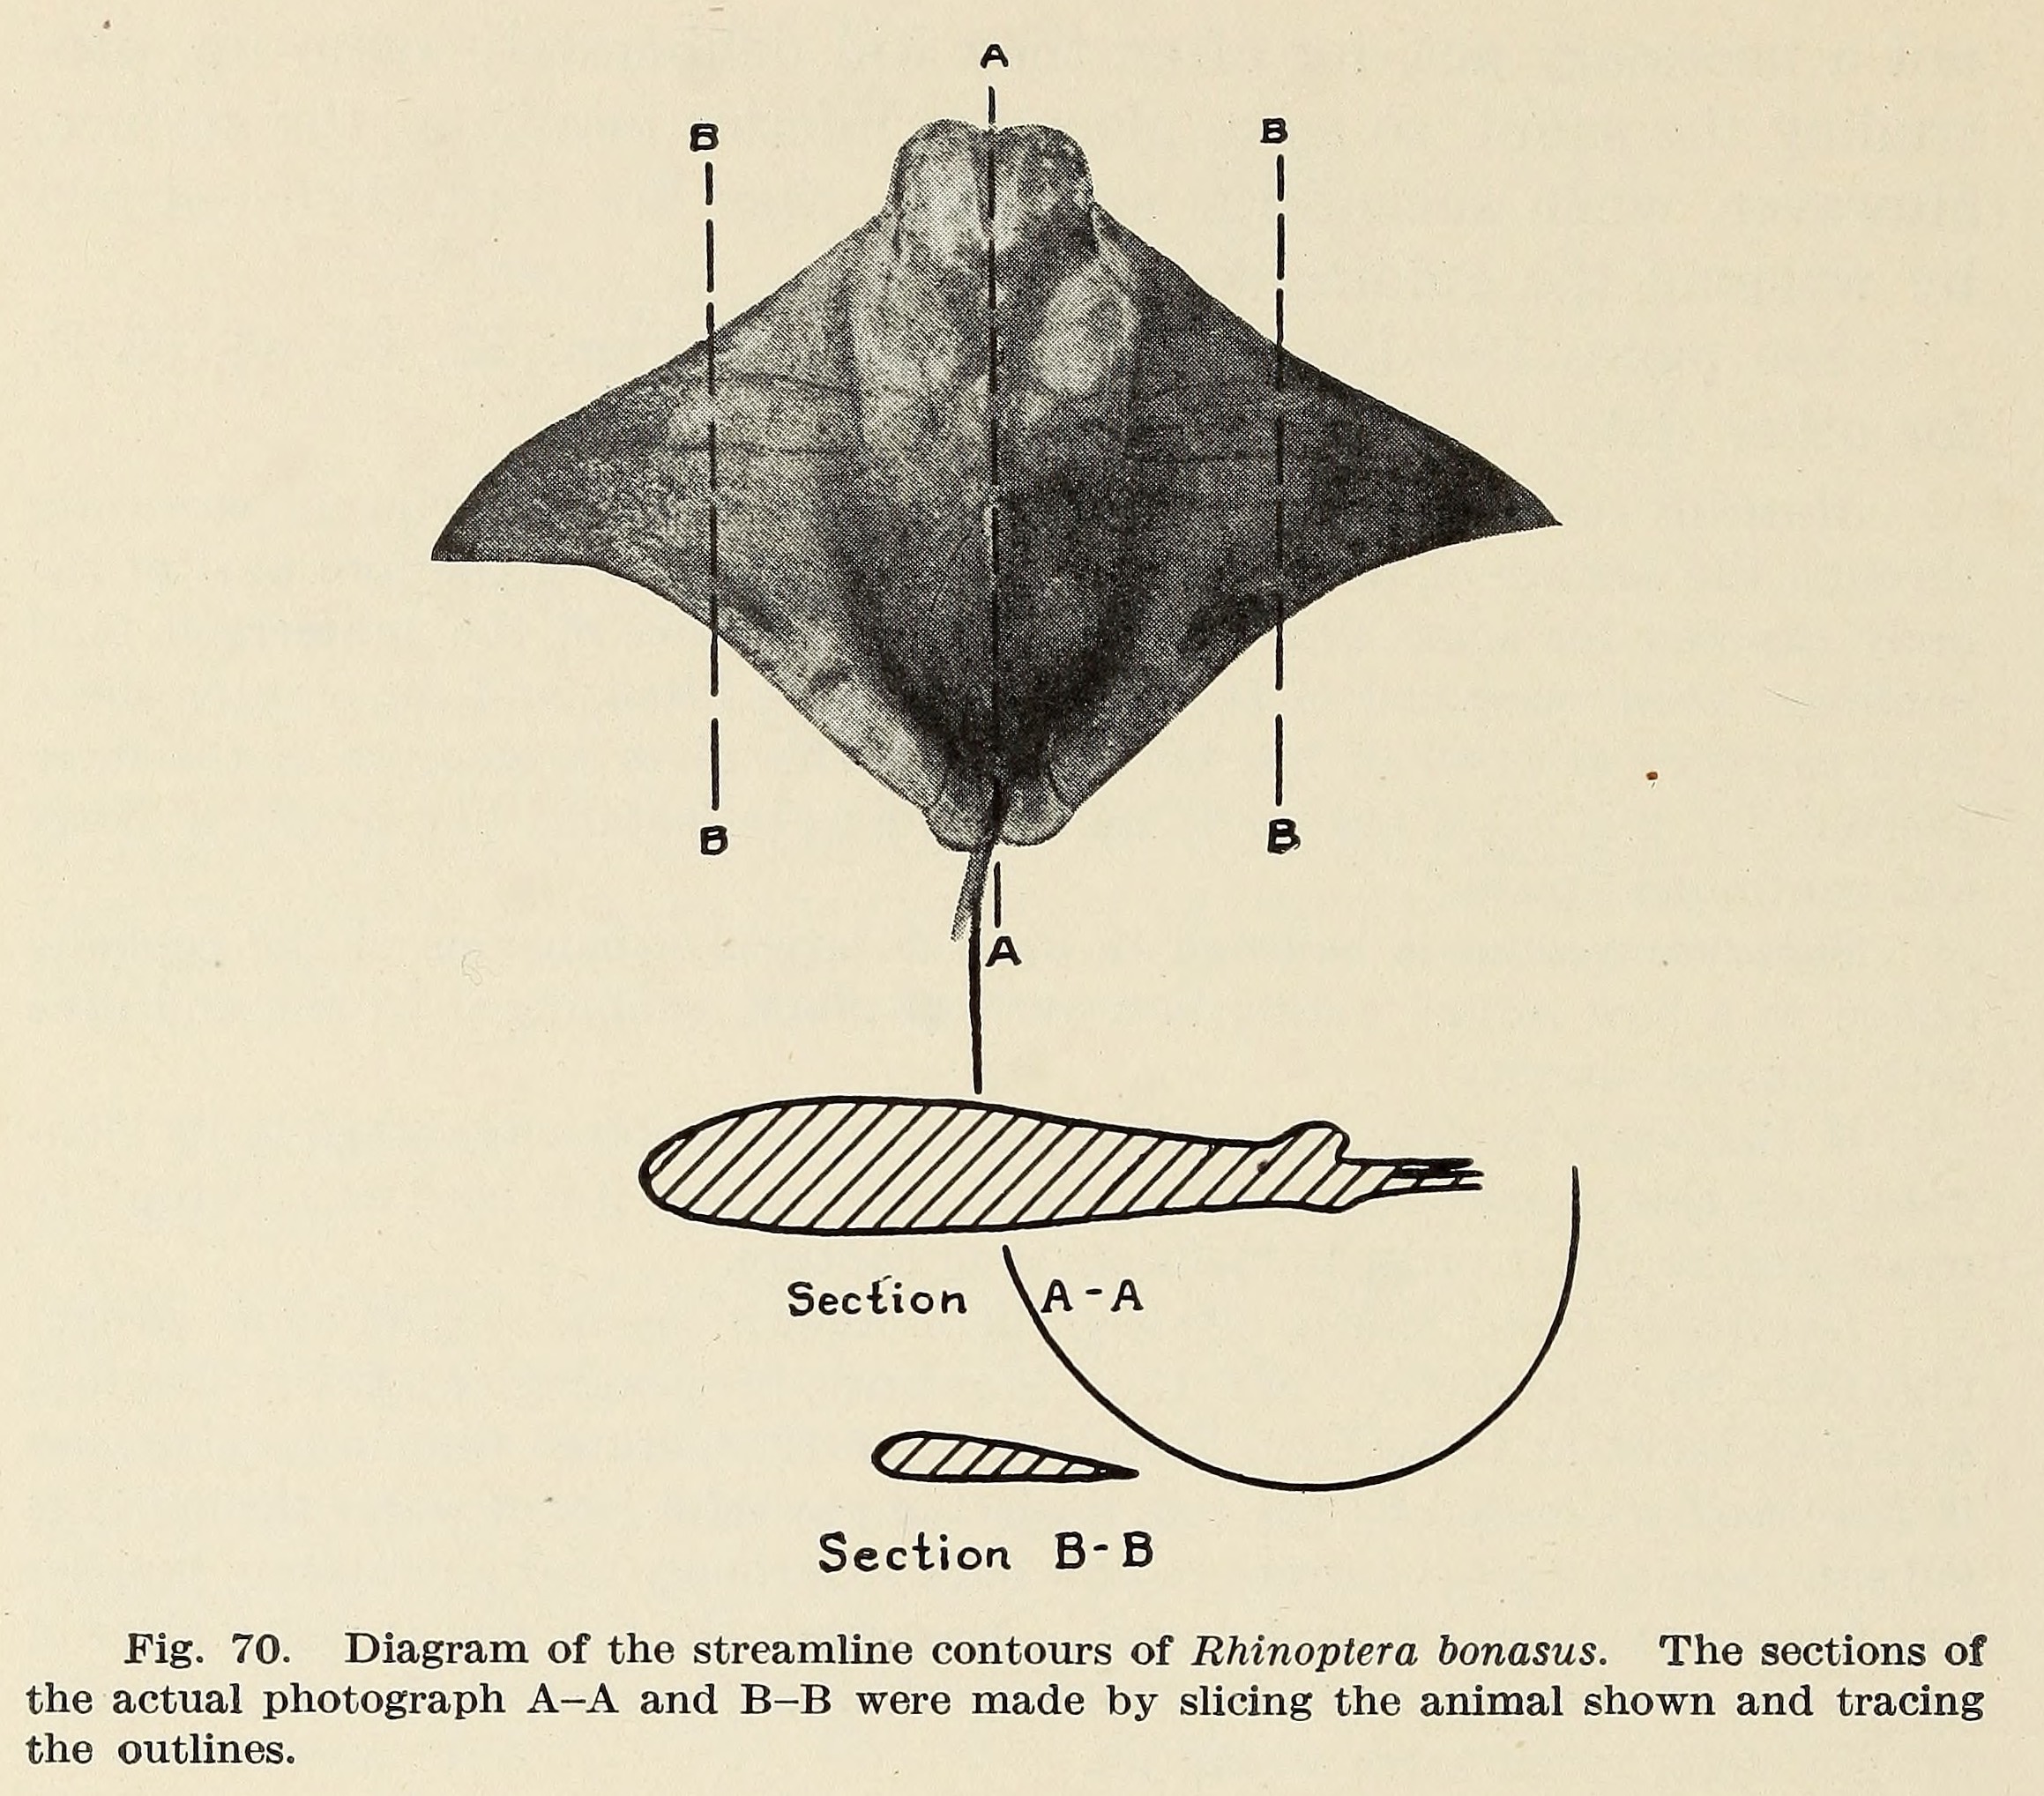 A
B B
B B
A
Section A-A
Section B-B
Fig. 70. Diagram of the streamline contours of Rhinoptera bonasus. The sections of
the actual photograph A–A and B–B were made by slicing the animal shown and tracing
the outlines.